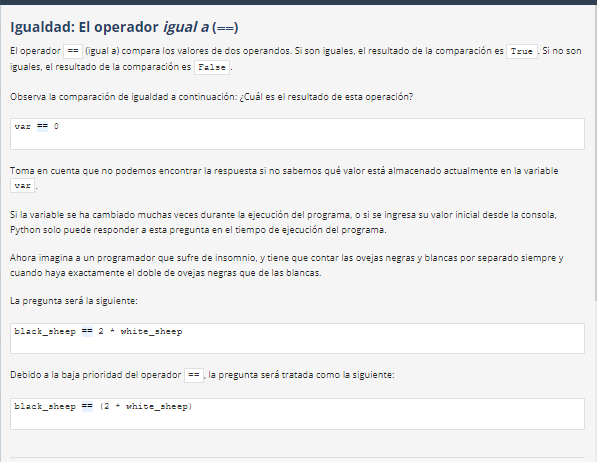 Igualdad: El operador igual a (==)
El operador == (igual a) compara los valores de dos operandos. Si son iguales, el resultado de la comparación es True. Si no son
iguales, el resultado de la comparación es False.
Observa la comparación de igualdad a continuación: ¿Cuál es el resultado de esta operación?
var == 0
Toma en cuenta que no podemos encontrar la respuesta si no sabemos qué valor está almacenado actualmente en la variable
var.
Si la variable se ha cambiado muchas veces durante la ejecución del programa, o si se ingresa su valor inicial desde la consola,
Python solo puede responder a esta pregunta en el tiempo de ejecución del programa.
Ahora imagina a un programador que sufre de insomnio, y tiene que contar las ovejas negras y blancas por separado siempre y
cuando haya exactamente el doble de ovejas negras que de las blancas.
La pregunta será la siguiente:
black_sheep == 2 * white_sheep
Debido a la baja prioridad del operador ==, la pregunta será tratada como la siguiente:
black_sheep == (2 * white_sheep)